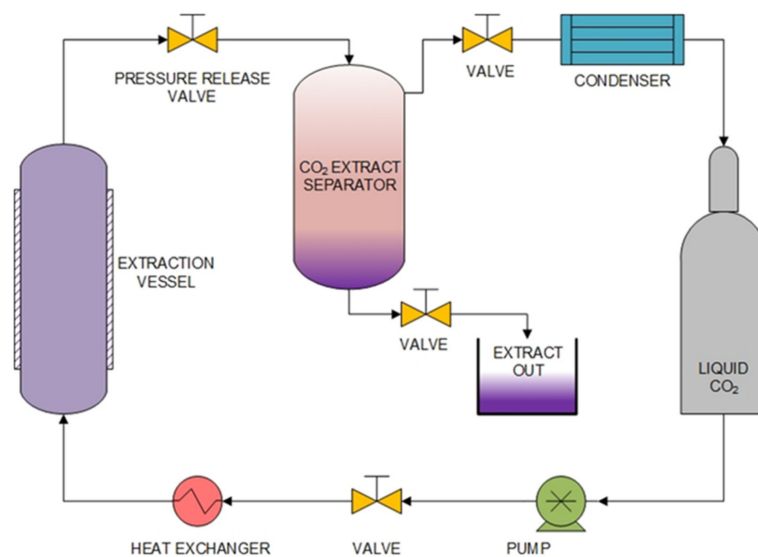 PRESSURE RELEASE
VALVE
VALVE
CONDENSER
CO₂ EXTRACT
SEPARATOR
EXTRACTION
VESSEL
VALVE
EXTRACT
OUT
LIQUID
CO₂
HEAT EXCHANGER
VALVE
PUMP